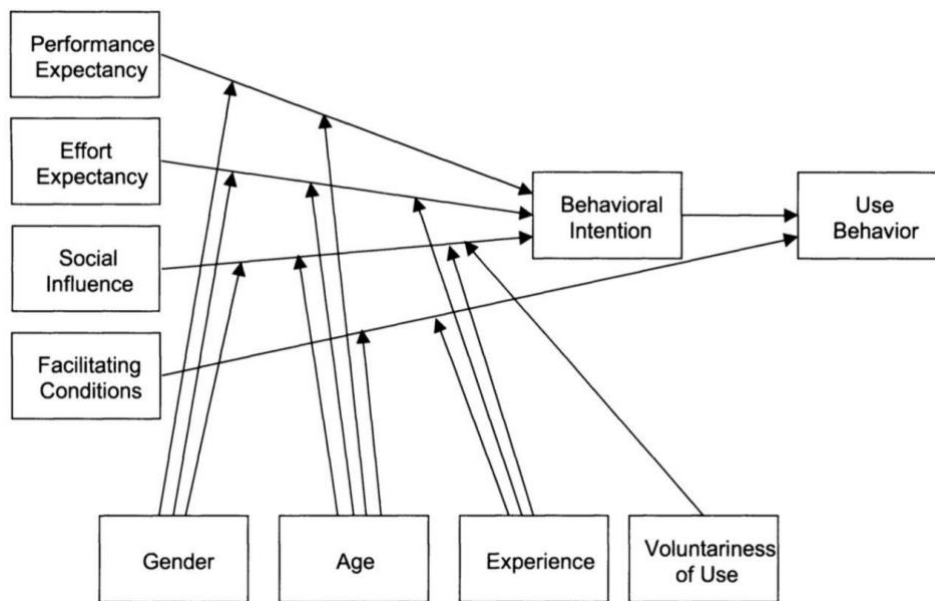 Performance
Expectancy
Effort
Expectancy
Social
Influence
Facilitating
Conditions
Behavioral
Intention
Use
Behavior
Gender
Age
Experience
Voluntariness
of Use